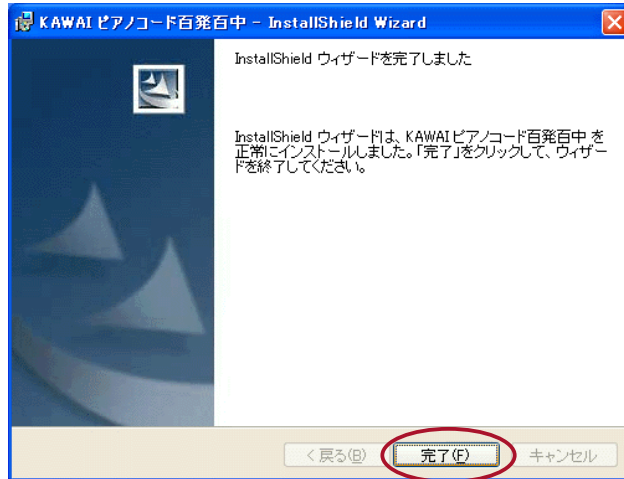 KAWAI ピアノコード百発百中 - InstallShield Wizard
InstallShield ウィザードを完了しました
InstallShield ウィザードは、KAWAI ピアノコード百発百中 を
正常にインストールしました。「完了」をクリックして、ウィザー
ドを終了してください。
< 戻る(B) 完了(F) キャンセル